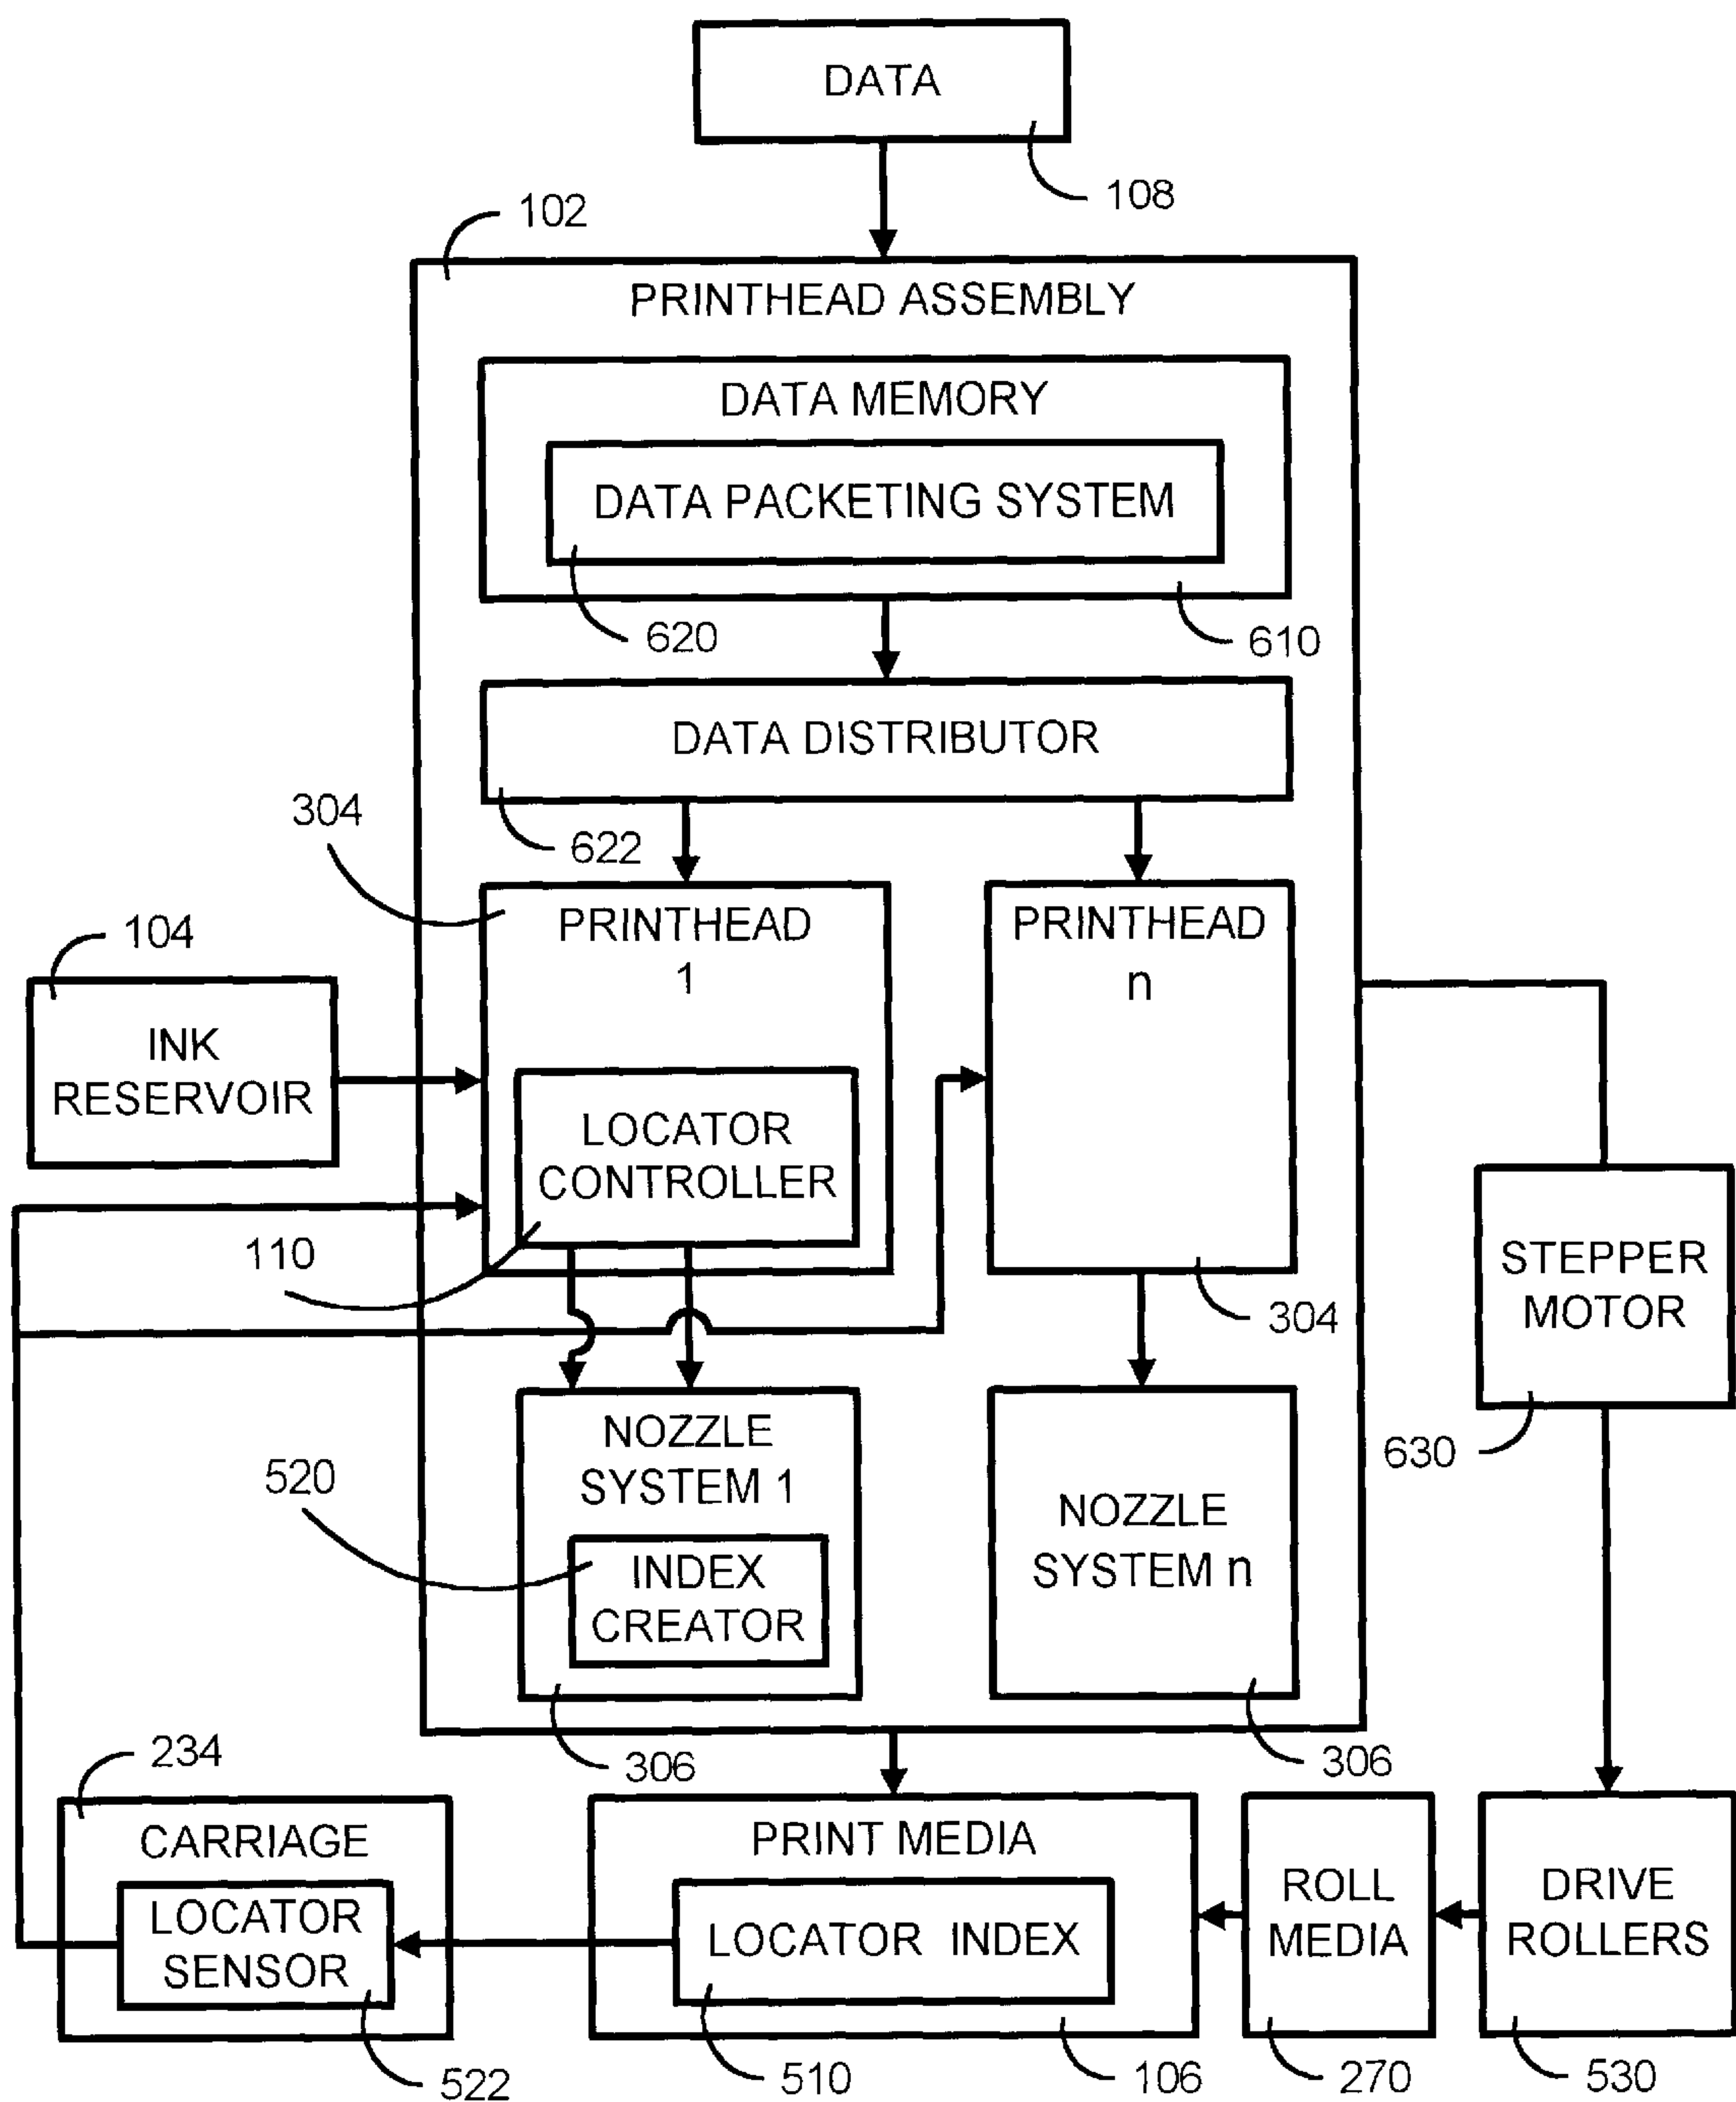 DATA
108
102
PRINTHEAD ASSEMBLY
DATA MEMORY
DATA PACKETING SYSTEM
620
610
DATA DISTRIBUTOR
304
622
PRINTHEAD
1
PRINTHEAD
n
104
INK
RESERVOIR
LOCATOR
CONTROLLER
110
304
STEPPER
MOTOR
630
NOZZLE
SYSTEM 1
520
INDEX
CREATOR
NOZZLE
SYSTEM n
306
306
234
CARRIAGE
LOCATOR
SENSOR
522
PRINT MEDIA
LOCATOR INDEX
510
106
ROLL
MEDIA
270
DRIVE
ROLLERS
530